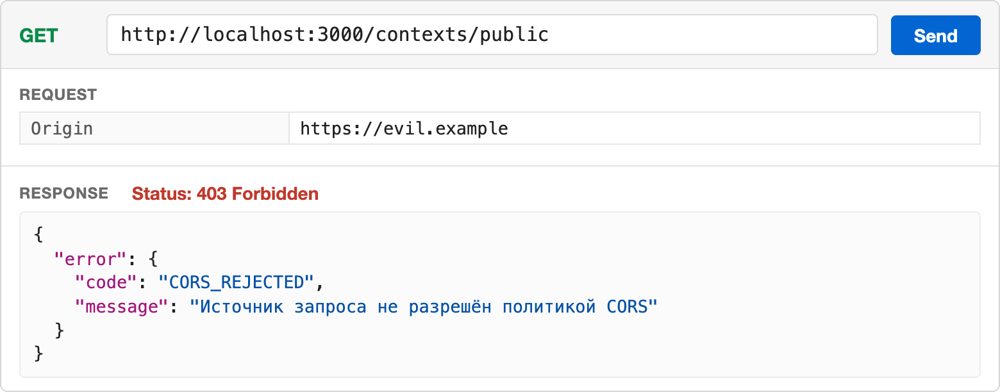 GET http://localhost:3000/contexts/public Send
REQUEST
Origin https://evil.example
RESPONSE Status: 403 Forbidden
{
  "error": {
    "code": "CORS_REJECTED",
    "message": "Источник запроса не разрешён политикой CORS"
  }
}